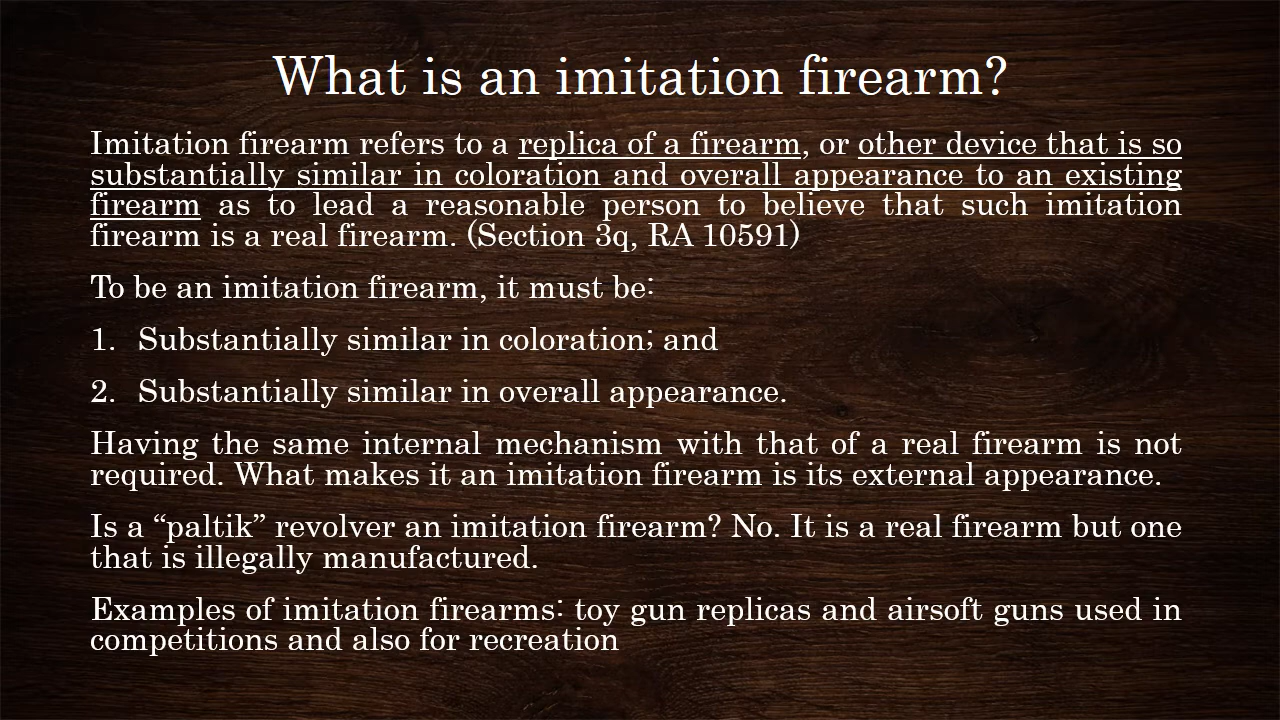 What is an imitation firearm?
Imitation firearm refers to a replica of a firearm, or other device that is so
substantially similar in coloration and overall appearance to an existing
firearm as to lead a reasonable person to believe that such imitation
firearm is a real firearm. (Section 3q, RA 10591)
To be an imitation firearm, it must be:
1. Substantially similar in coloration; and
2. Substantially similar in overall appearance.
Having the same internal mechanism with that of a real firearm is not
required. What makes it an imitation firearm is its external appearance.
Is a “paltik” revolver an imitation firearm? No. It is a real firearm but one
that is illegally manufactured.
Examples of imitation firearms: toy gun replicas and airsoft guns used in
competitions and also for recreation